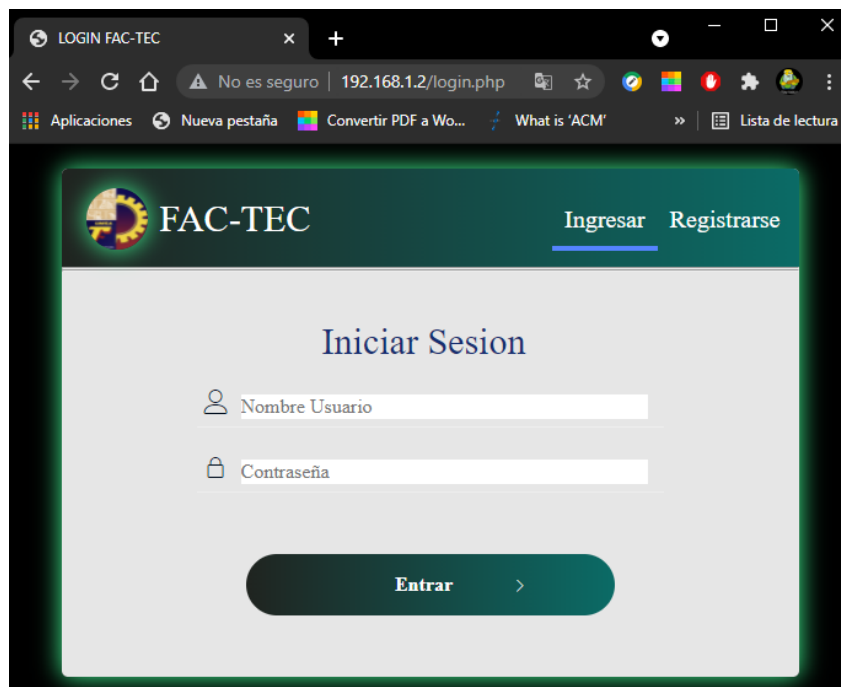 LOGIN FAC-TEC
No es seguro | 192.168.1.2/login.php
Aplicaciones Nueva pestaña Convertir PDF a Wo... What is 'ACM' » Lista de lectura
FAC-TEC Ingresar Registrarse
Iniciar Sesion
Nombre Usuario
Contraseña
Entrar